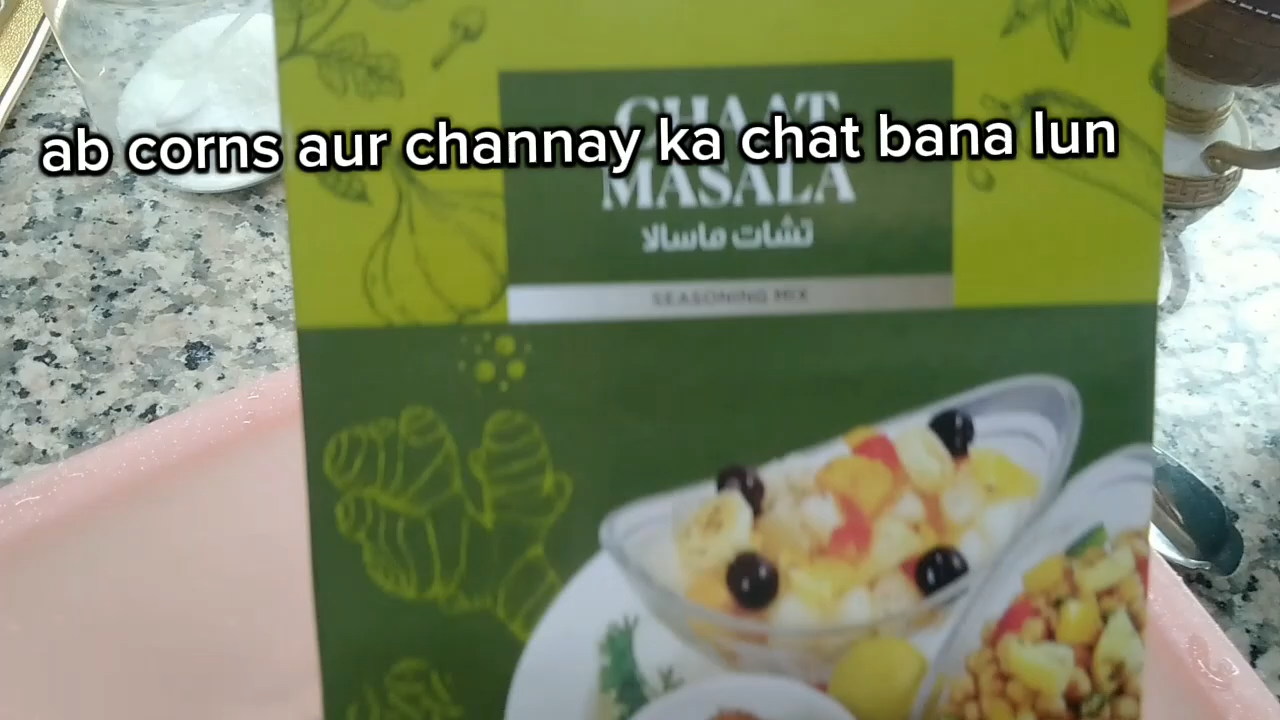 CHAAT
ab corns aur channay ka chat bana lun
MASALA
تشات ماسالا
SEASONING MIX